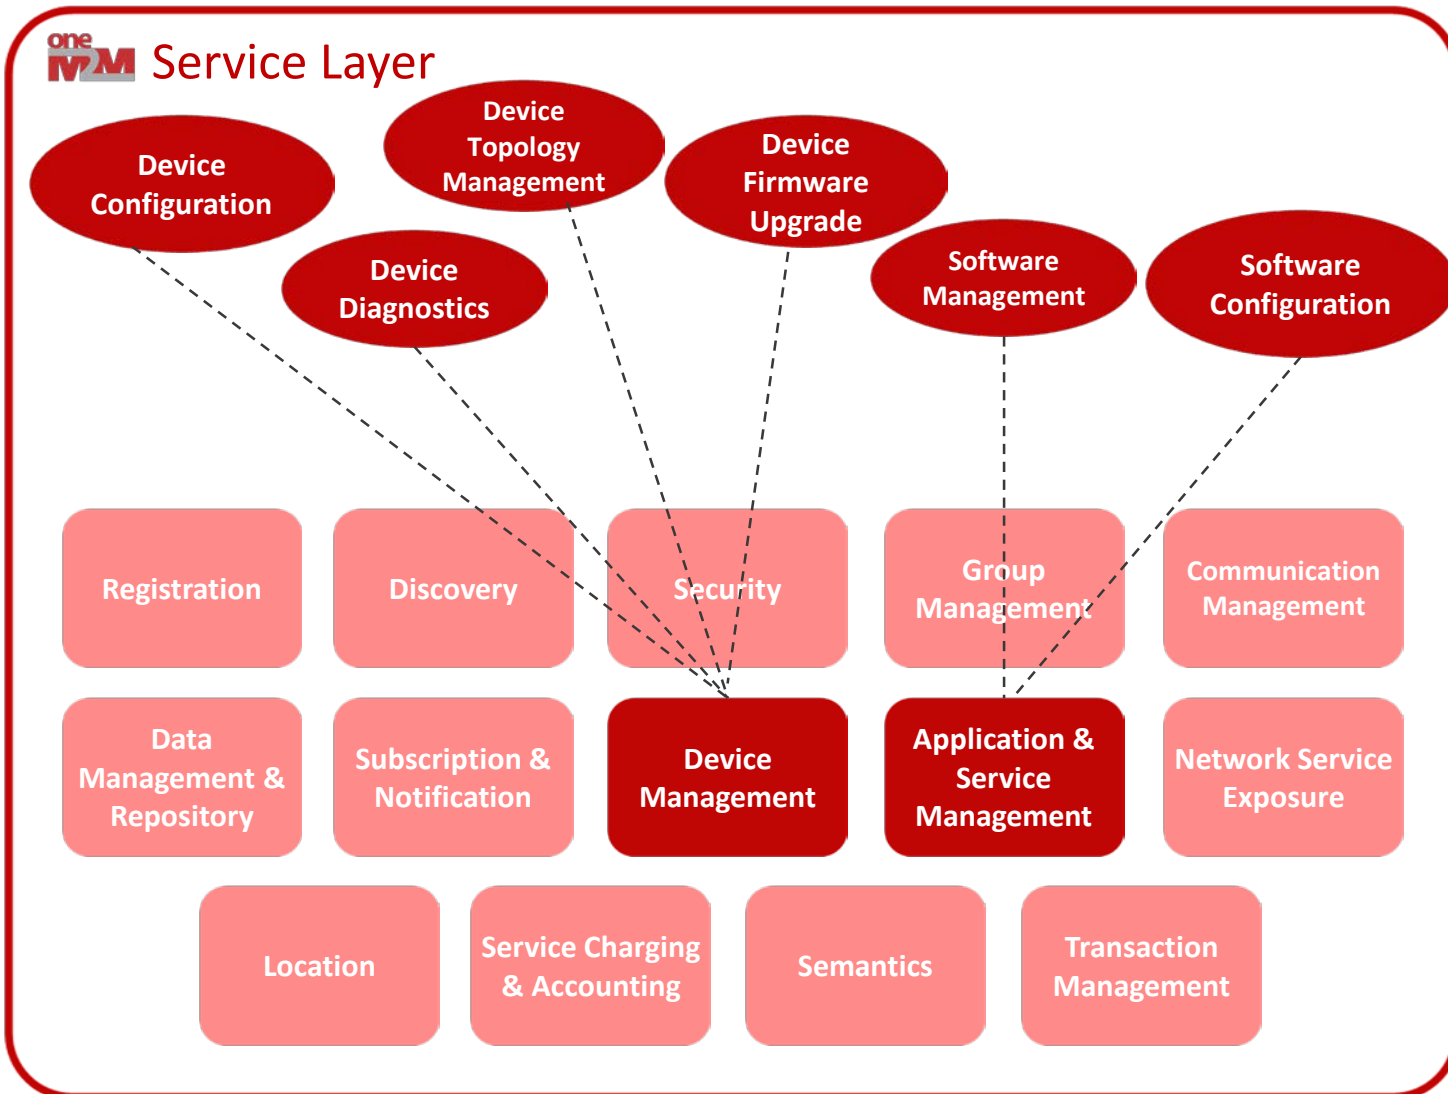 one
M2M
Service Layer
Device
Configuration
Device
Topology
Management
Device
Firmware
Upgrade
Device
Diagnostics
Software
Management
Software
Configuration
Registration
Discovery
Security
Group
Management
Communication
Management
Data
Management &
Repository
Subscription &
Notification
Device
Management
Application &
Service
Management
Network Service
Exposure
Location
Service Charging
& Accounting
Semantics
Transaction
Management